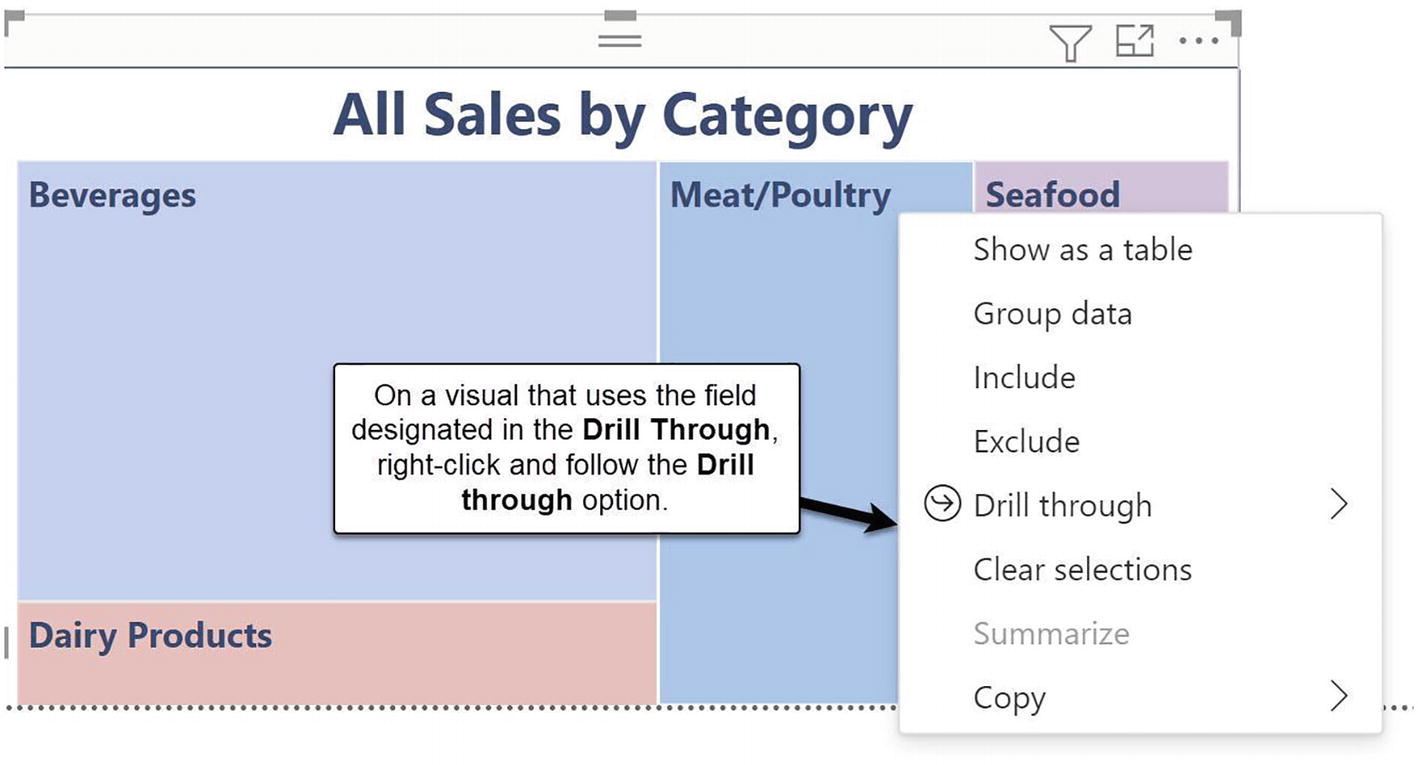 All Sales by Category
Beverages
Meat/Poultry
Seafood
Show as a table
Group data
Include
Exclude
Drill through
Clear selections
Summarize
Copy
On a visual that uses the field
designated in the Drill Through,
right-click and follow the Drill
through option.
Dairy Products